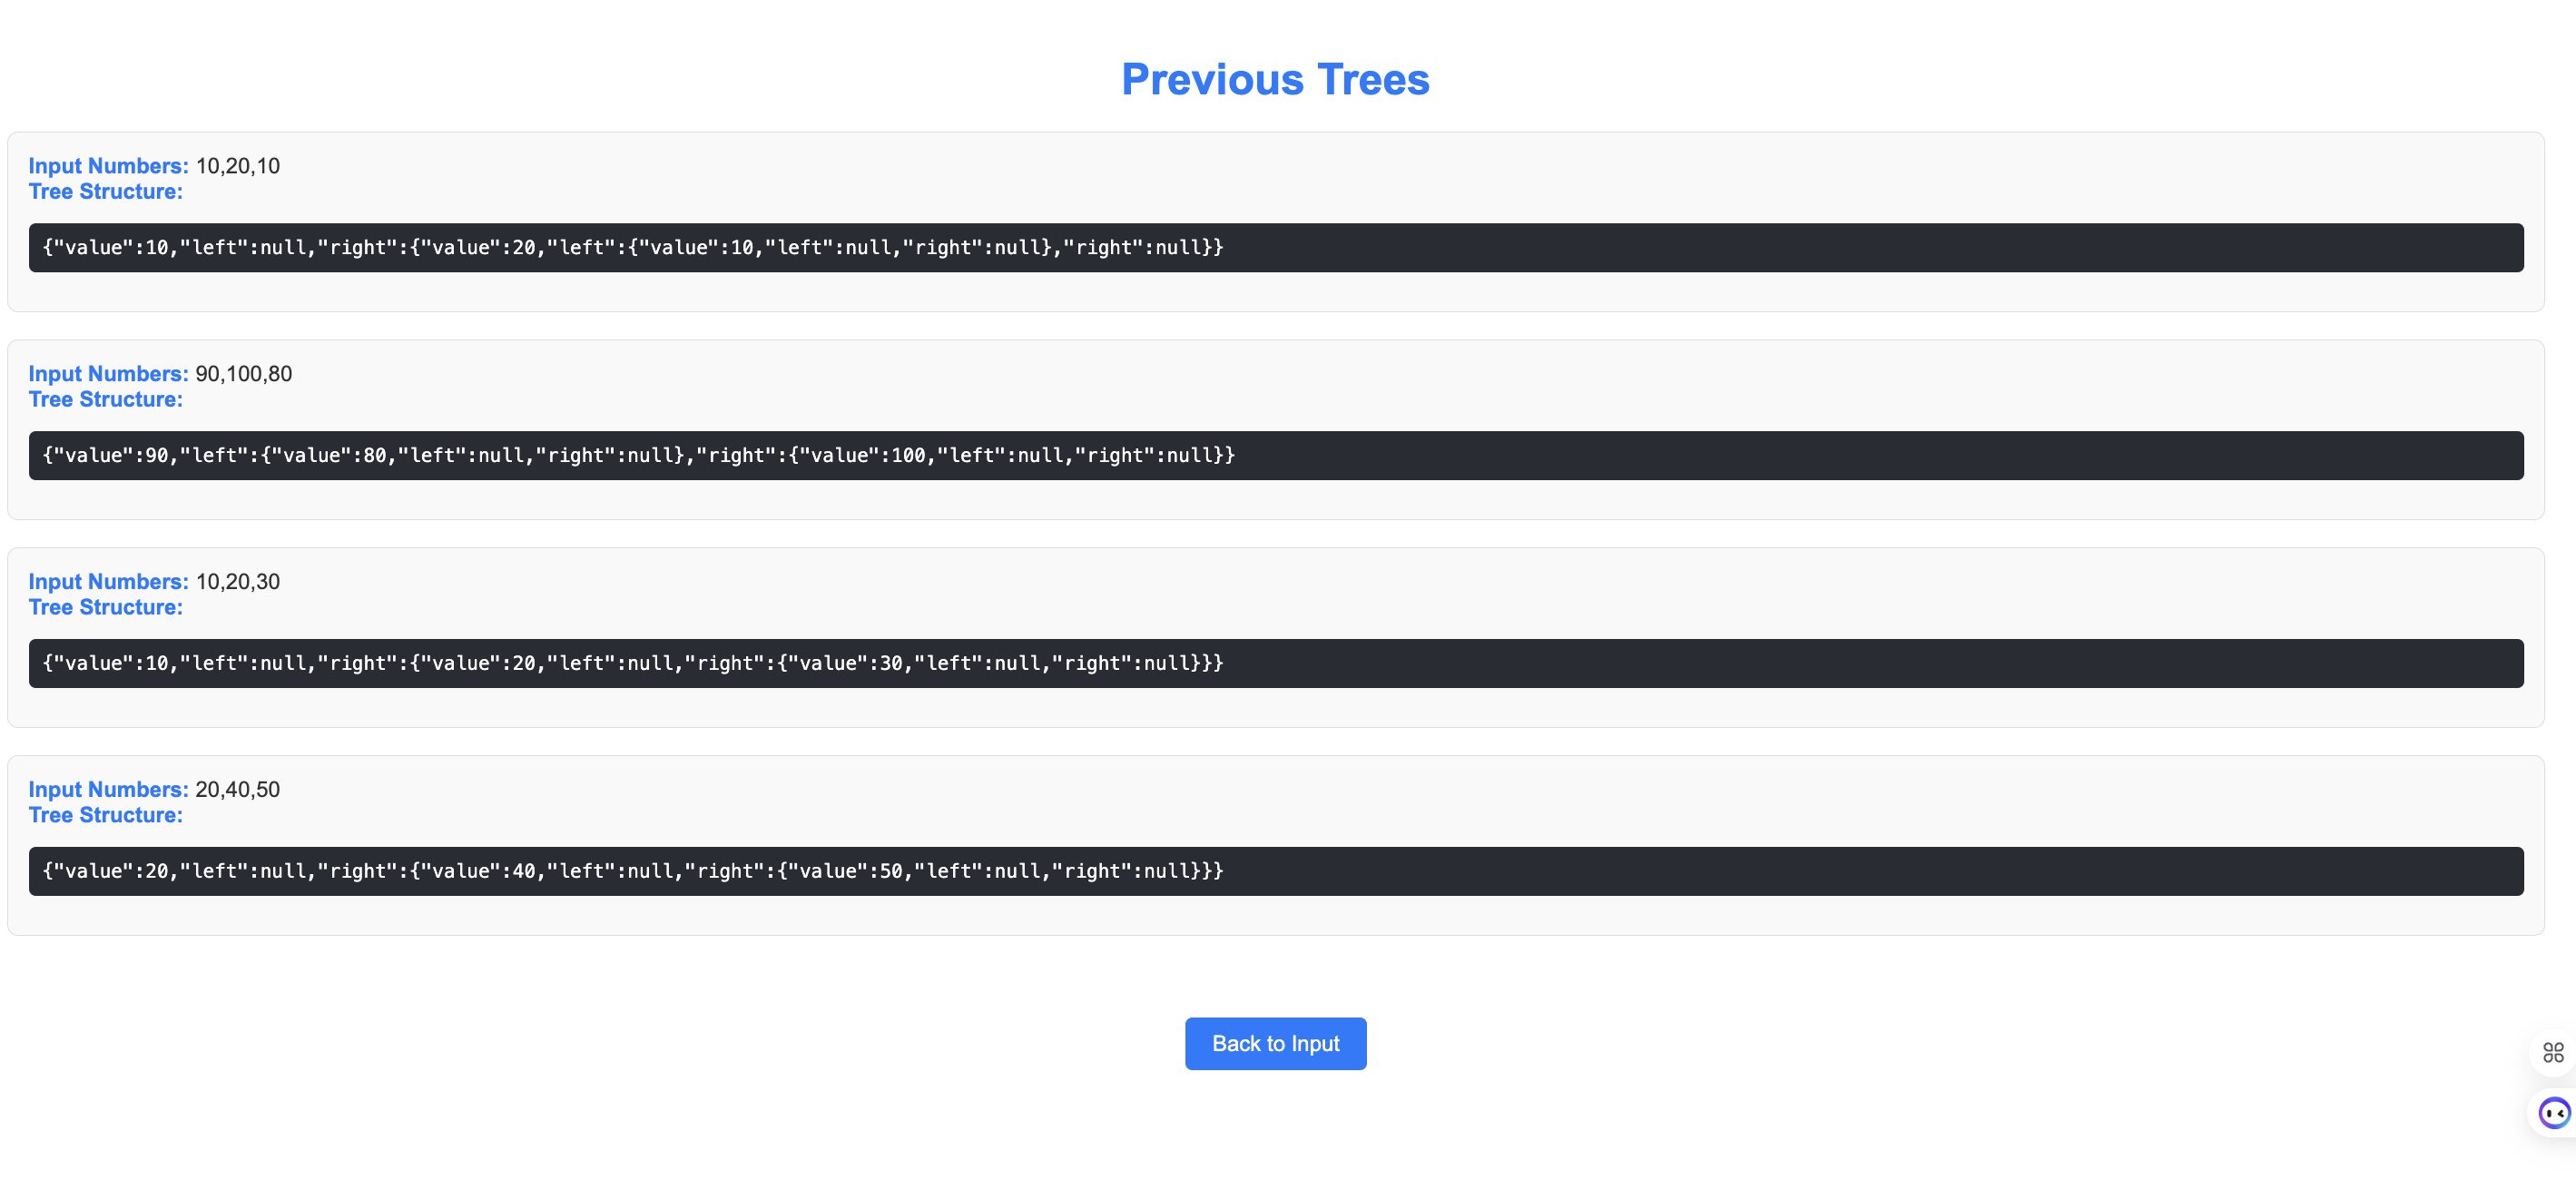 Previous Trees
Input Numbers: 10,20,10
Tree Structure:
{"value":10,"left":null,"right":{"value":20,"left":{"value":10,"left":null,"right":null},"right":null}}
Input Numbers: 90,100,80
Tree Structure:
{"value":90,"left":{"value":80,"left":null,"right":null},"right":{"value":100,"left":null,"right":null}}
Input Numbers: 10,20,30
Tree Structure:
{"value":10,"left":null,"right":{"value":20,"left":null,"right":{"value":30,"left":null,"right":null}}}
Input Numbers: 20,40,50
Tree Structure:
{"value":20,"left":null,"right":{"value":40,"left":null,"right":{"value":50,"left":null,"right":null}}}
Back to Input